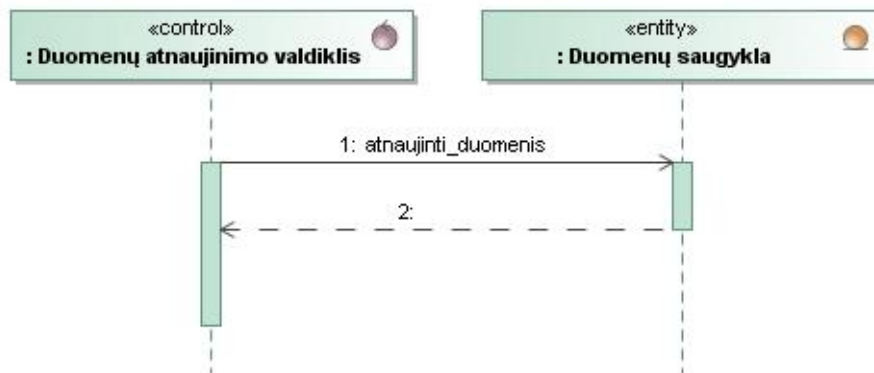 «control»
: Duomenų atnaujinimo valdiklis
«entity»
: Duomenų saugykla
1: atnaujinti_duomenis
2: